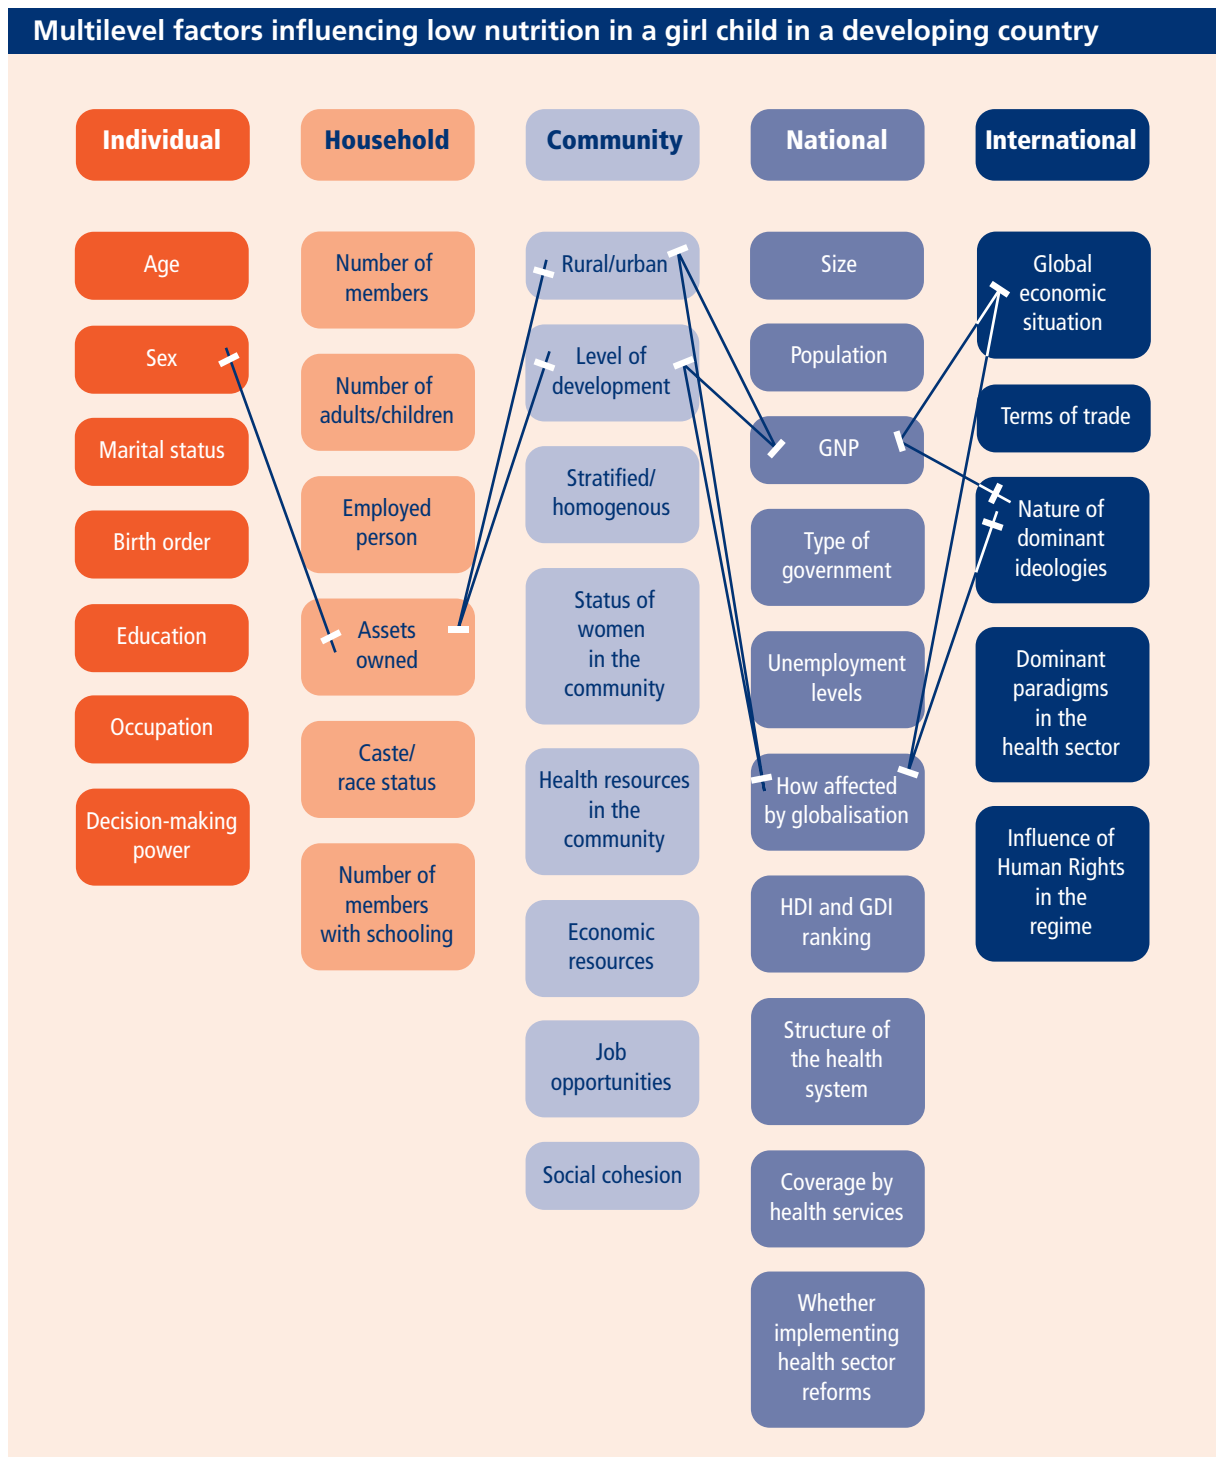 Multilevel factors influencing low nutrition in a girl child in a developing country
Individual
Age
Sex
Marital status
Birth order
Education
Occupation
Decision-making
power
Household
Number of
members
Number of
adults/children
Employed
person
Assets
owned
Caste/
race status
Number of
members
with schooling
Community
Rural/urban
Level of
development
Stratified/
homogenous
Status of
women
in the
community
Health resources
in the
community
Economic
resources
Job
opportunities
Social cohesion
National
Size
Population
GNP
Type of
government
Unemployment
levels
How affected
by globalisation
HDI and GDI
ranking
Structure of
the health
system
Coverage by
health services
Whether
implementing
health sector
reforms
International
Global
economic
situation
Terms of trade
Nature of
dominant
ideologies
Dominant
paradigms
in the
health sector
Influence of
Human Rights
in the
regime